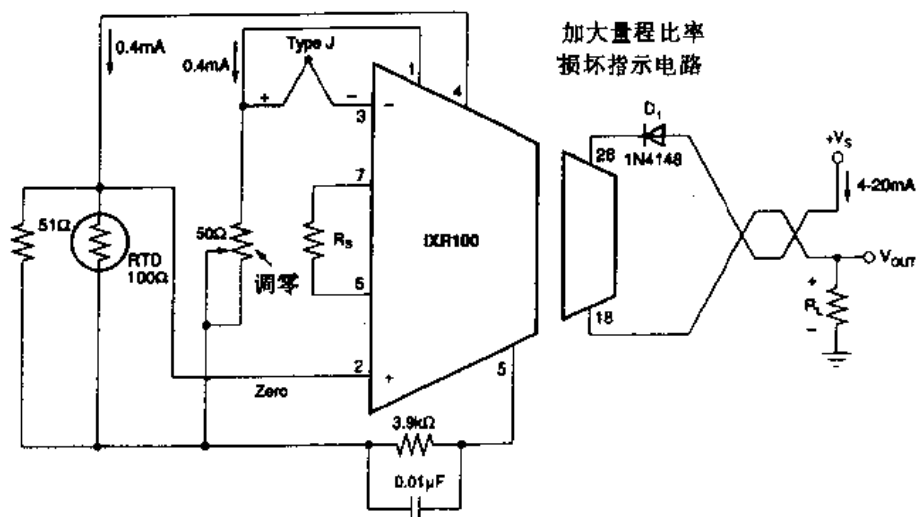 加大量程比率
损坏指示电路
0.4mA
0.4mA
Type J
+
−
−
1
4
3
D1
28
1N4148
+VS
4-20mA
7
51Ω
RTD
100Ω
50Ω
RS
IXR100
调零
6
VOUT
+
RL
−
18
2
+
Zero
5
3.9kΩ
0.01μF